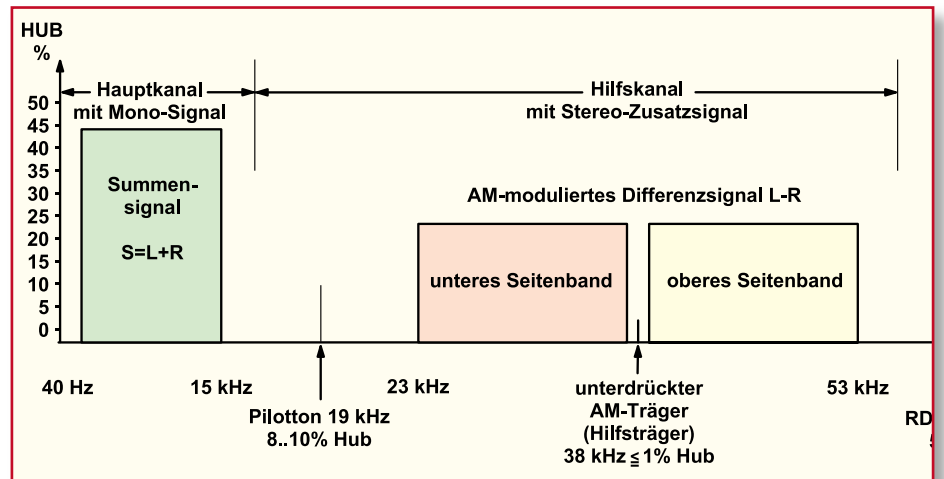 HUB
%
50
45
40
35
30
25
20
15
10
5
0
Hauptkanal
mit Mono-Signal
Hilfskanal
mit Stereo-Zusatzsignal
Summen-
signal
S=L+R
AM-moduliertes Differenzsignal L-R
unteres Seitenband
oberes Seitenband
40 Hz
15 kHz
23 kHz
53 kHz
Pilotton 19 kHz
8..10% Hub
unterdrückter
AM-Träger
(Hilfsträger)
38 kHz ≦ 1% Hub
RD